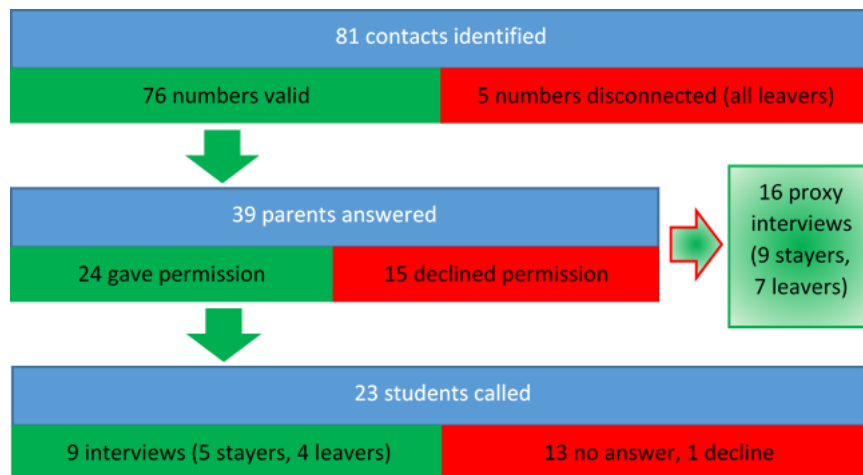 81 contacts identified
76 numbers valid
5 numbers disconnected (all leavers)
39 parents answered
24 gave permission
15 declined permission
16 proxy
interviews
(9 stayers,
7 leavers)
23 students called
9 interviews (5 stayers, 4 leavers)
13 no answer, 1 decline